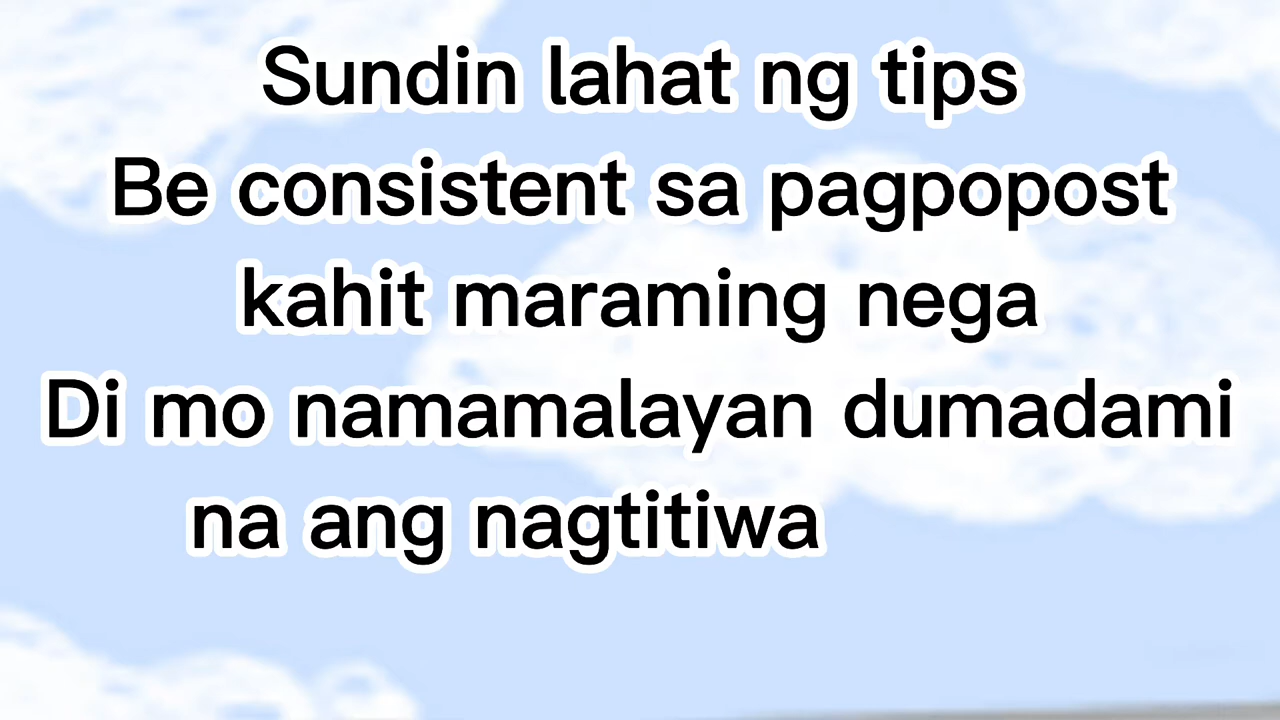 Sundin lahat ng tips
Be consistent sa pagpopost
kahit maraming nega
Di mo namamalayan dumadami
na ang nagtitiwa